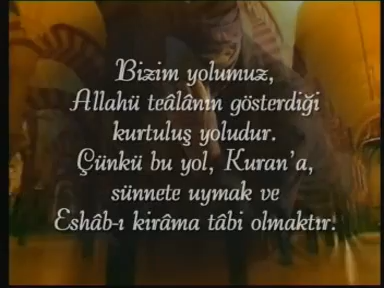 Bizim yolumuz,
Allahü teâlânın gösterdiği
kurtuluş yoludur.
Çünkü bu yol, Kuran'a,
sünnete uymak ve
Eshâb-ı kirâma tâbi olmaktır.